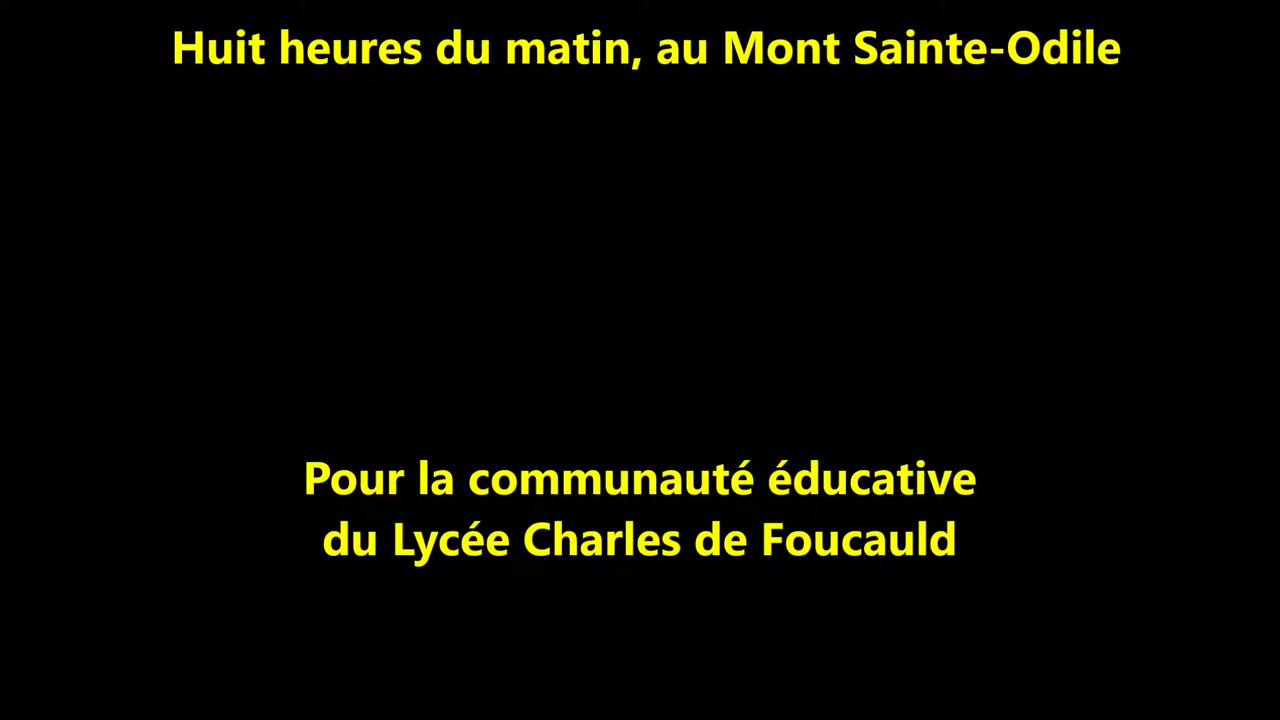 Huit heures du matin, au Mont Sainte-Odile
Pour la communauté éducative
du Lycée Charles de Foucauld